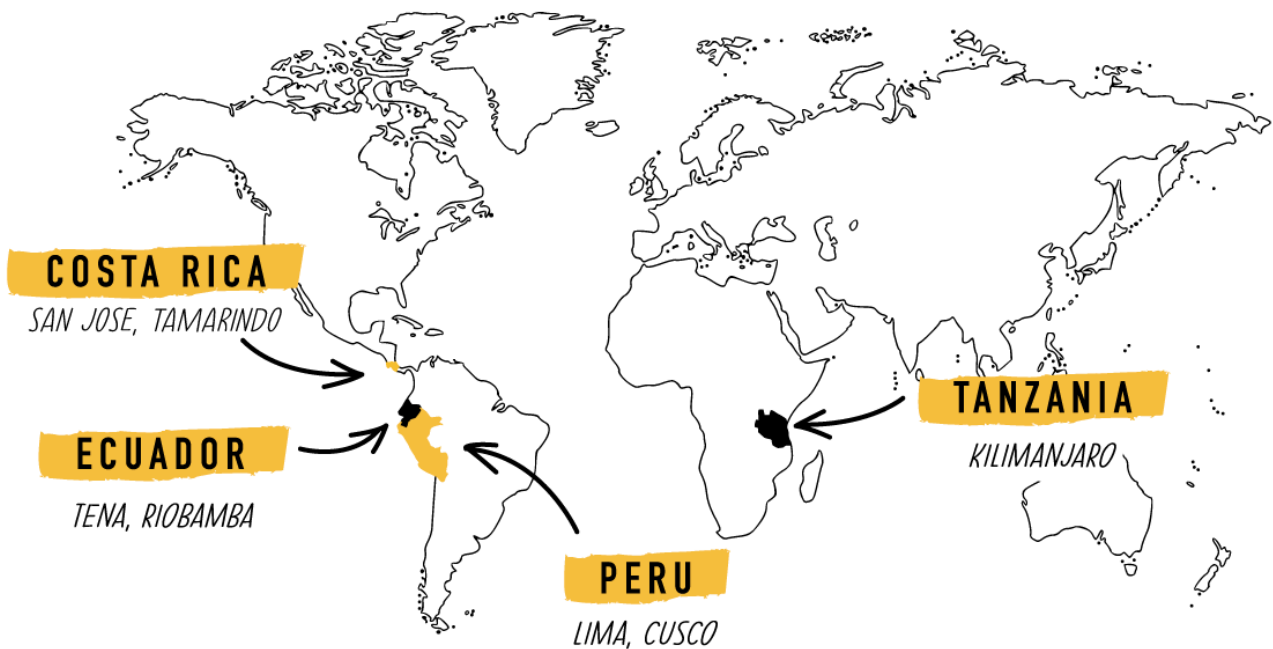 COSTA RICA
SAN JOSE, TAMARINDO
ECUADOR
TENA, RIOBAMBA
PERU
LIMA, CUSCO
TANZANIA
KILIMANJARO